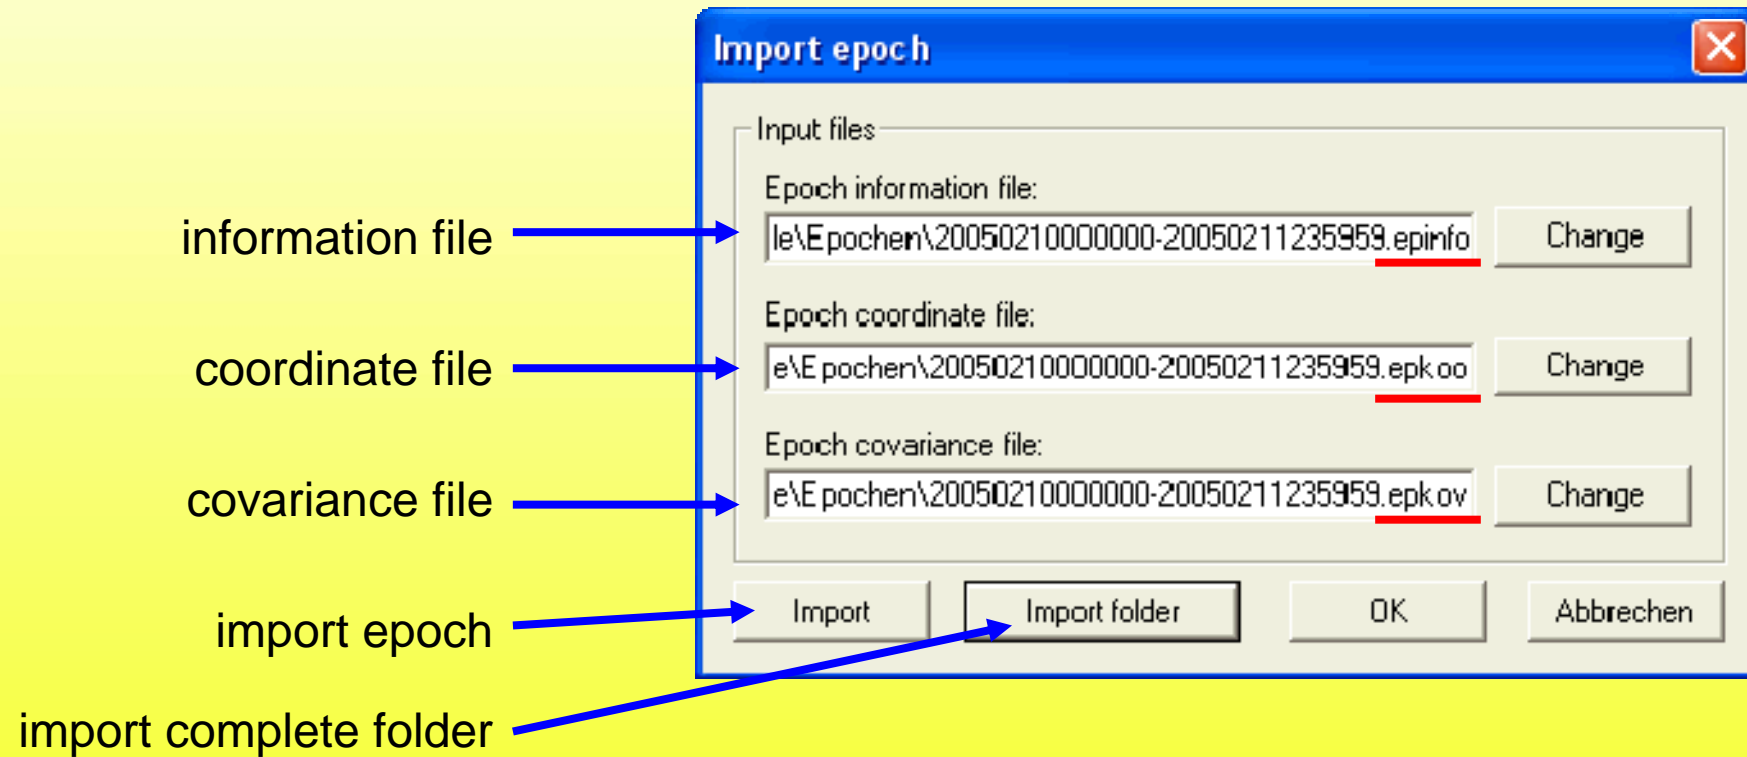 Import epoch
Input files
Epoch information file:
information file
le\Epochen\20050210000000-20050211235959.epinfo
Change
Epoch coordinate file:
coordinate file
e\Epochen\20050210000000-20050211235959.epkoo
Change
Epoch covariance file:
covariance file
e\Epochen\20050210000000-20050211235959.epkov
Change
import epoch
Import
Import folder
OK
Abbrechen
import complete folder